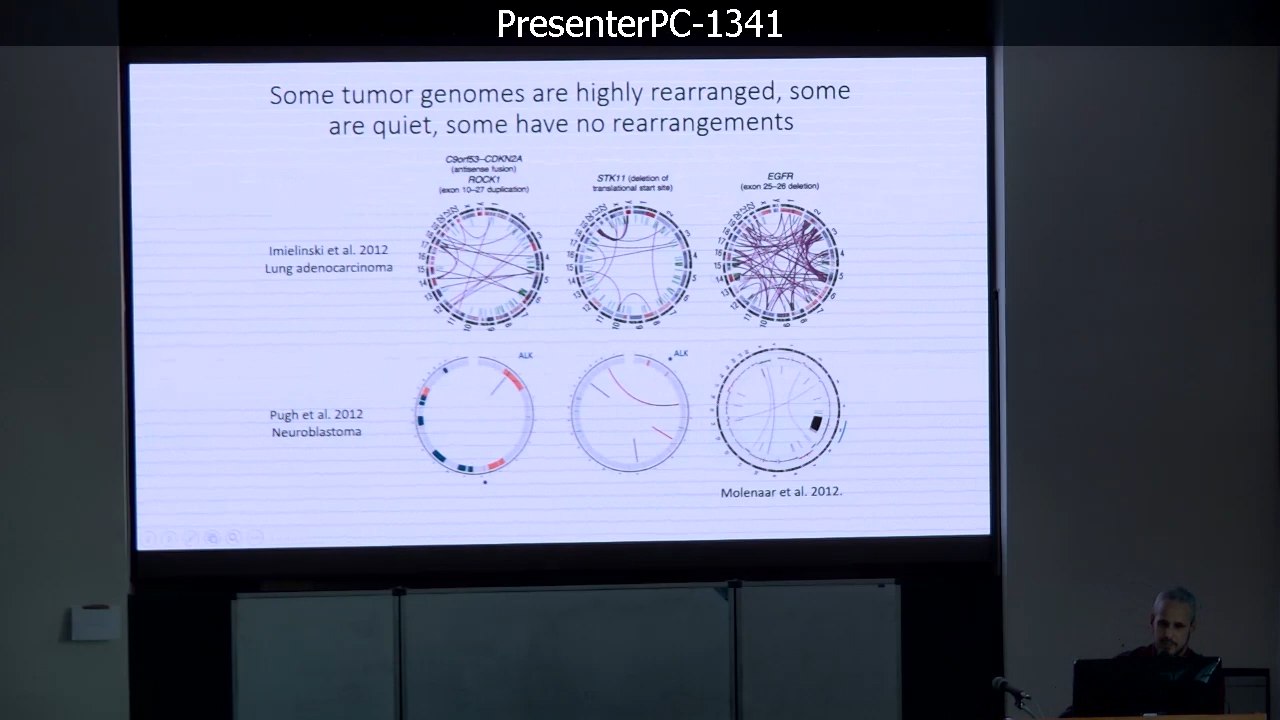 PresenterPC-1341
Some tumor genomes are highly rearranged, some
are quiet, some have no rearrangements
C9orf53–CDKN2A
(antisense fusion)
ROCK1
(exon 10–27 duplication)
STK11 (deletion of
translational start site)
EGFR
(exon 25–26 deletion)
Imielinski et al. 2012
Lung adenocarcinoma
ALK
ALK
Pugh et al. 2012
Neuroblastoma
Molenaar et al. 2012.